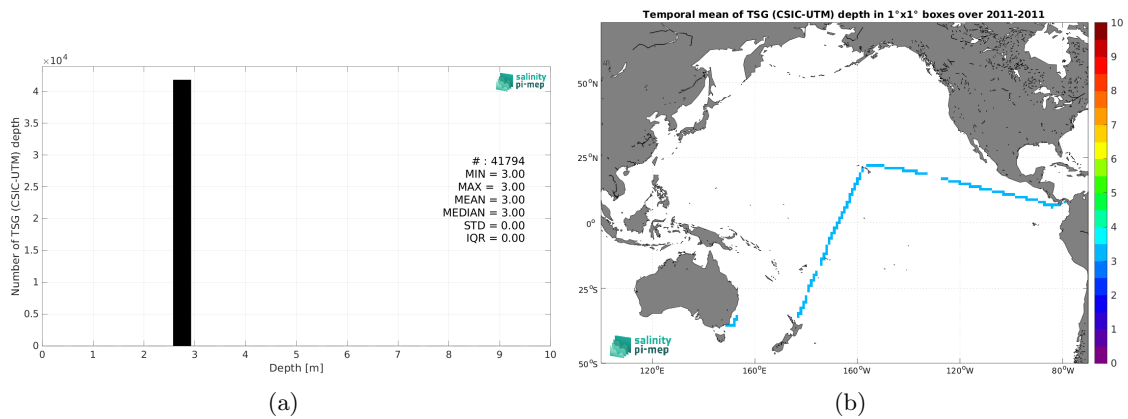 ×10⁴
4
3.5
3
2.5
2
1.5
1
0.5
0
Number of TSG (CSIC-UTM) depth
0 1 2 3 4 5 6 7 8 9 10
Depth [m]
salinity
pi-mep
# : 41794
MIN = 3.00
MAX = 3.00
MEAN = 3.00
MEDIAN = 3.00
STD = 0.00
IQR = 0.00
(a)
Temporal mean of TSG (CSIC-UTM) depth in 1°x1° boxes over 2011-2011
50°N
25°N
0°
25°S
50°S
120°E 160°E 160°W 120°W 80°W
salinity
pi-mep
10
9
8
7
6
5
4
3
2
1
0
(b)